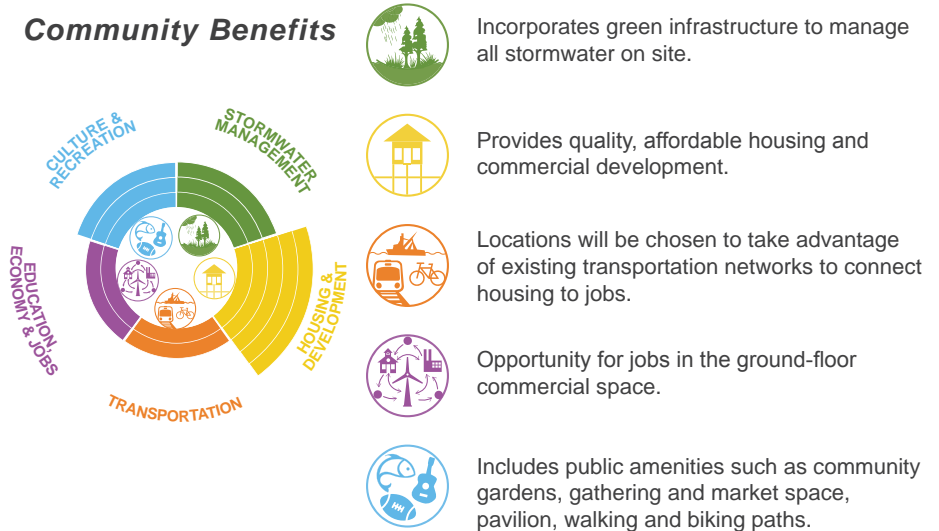 Community Benefits
CULTURE &
RECREATION
STORMWATER
MANAGEMENT
HOUSING &
DEVELOPMENT
TRANSPORTATION
EDUCATION,
ECONOMY & JOBS
Incorporates green infrastructure to manage
all stormwater on site.
Provides quality, affordable housing and
commercial development.
Locations will be chosen to take advantage
of existing transportation networks to connect
housing to jobs.
Opportunity for jobs in the ground-floor
commercial space.
Includes public amenities such as community
gardens, gathering and market space,
pavilion, walking and biking paths.